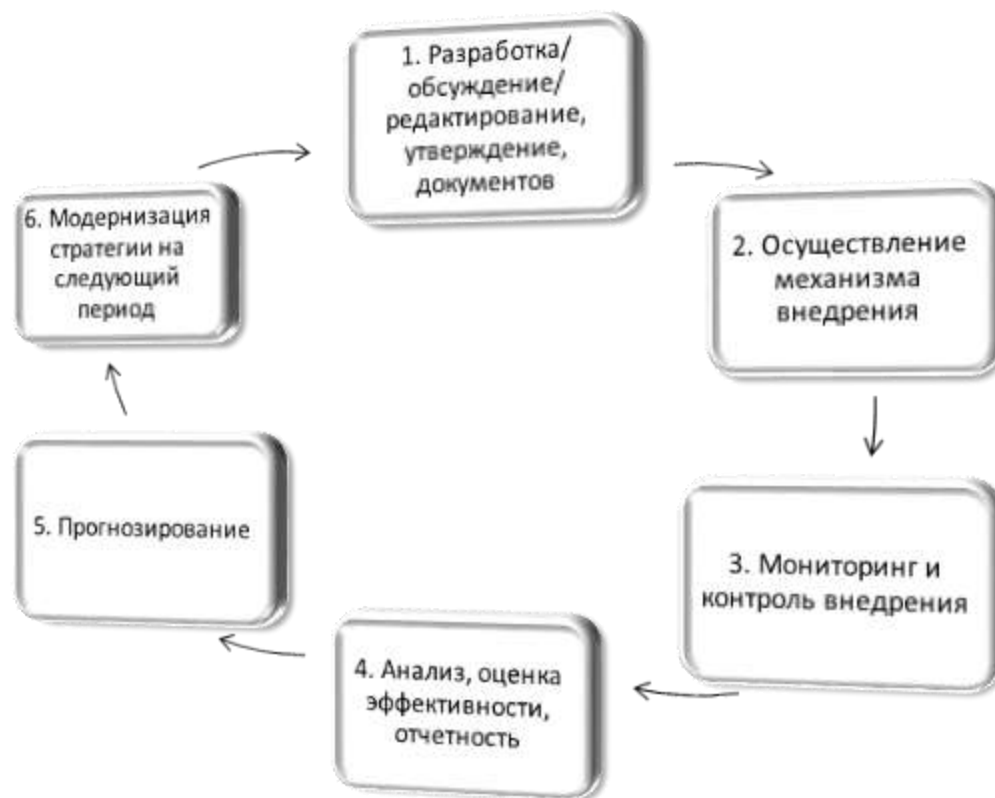 1. Разработка/
обсуждение/
редактирование,
утверждение,
документов
2. Осуществление
механизма
внедрения
3. Мониторинг и
контроль внедрения
4. Анализ, оценка
эффективности,
отчетность
5. Прогнозирование
6. Модернизация
стратегии на
следующий
период